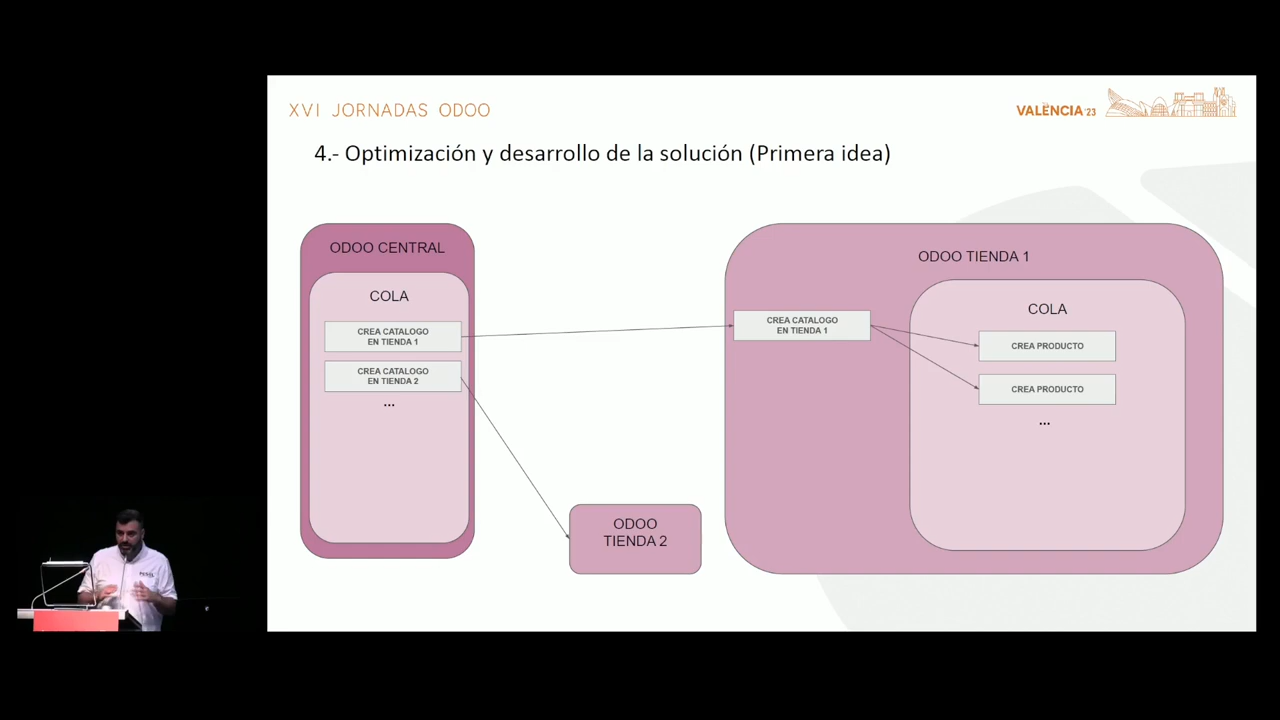 XVI JORNADAS ODOO
VALÈNCIA '23
4.- Optimización y desarrollo de la solución (Primera idea)
ODOO CENTRAL
COLA
CREA CATALOGO
EN TIENDA 1
CREA CATALOGO
EN TIENDA 2
...
ODOO
TIENDA 2
ODOO TIENDA 1
CREA CATALOGO
EN TIENDA 1
COLA
CREA PRODUCTO
CREA PRODUCTO
...